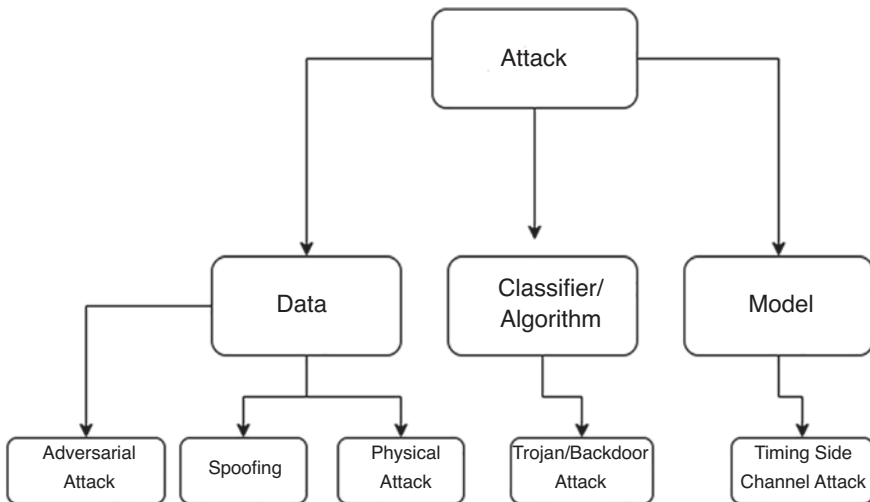 Attack
Data
Classifier/
Algorithm
Model
Adversarial
Attack
Spoofing
Physical
Attack
Trojan/Backdoor
Attack
Timing Side
Channel Attack